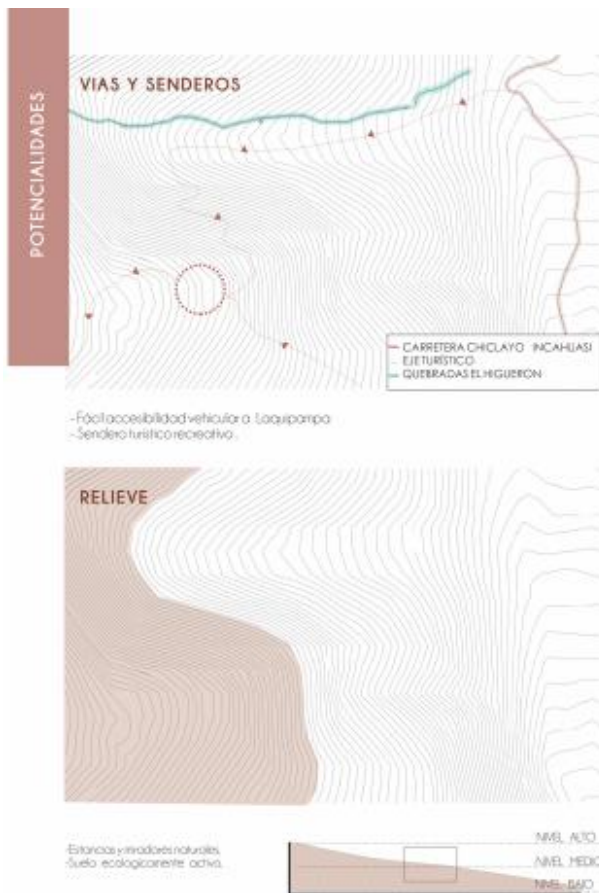 POTENCIALIDADES
VIAS Y SENDEROS
CARRETERA CHICLAYO INCAHUASI
EJE TURÍSTICO
QUEBRADAS EL HIGUERON
-Fácil accesibilidad vehicular a Laquipampa
-Sendero turistico recreativo.
RELIEVE
-Estancias y miradores naturales.
-Suelo ecologicamente activo.
NIVEL ALTO
NIVEL MEDIO
NIVEL BAJO